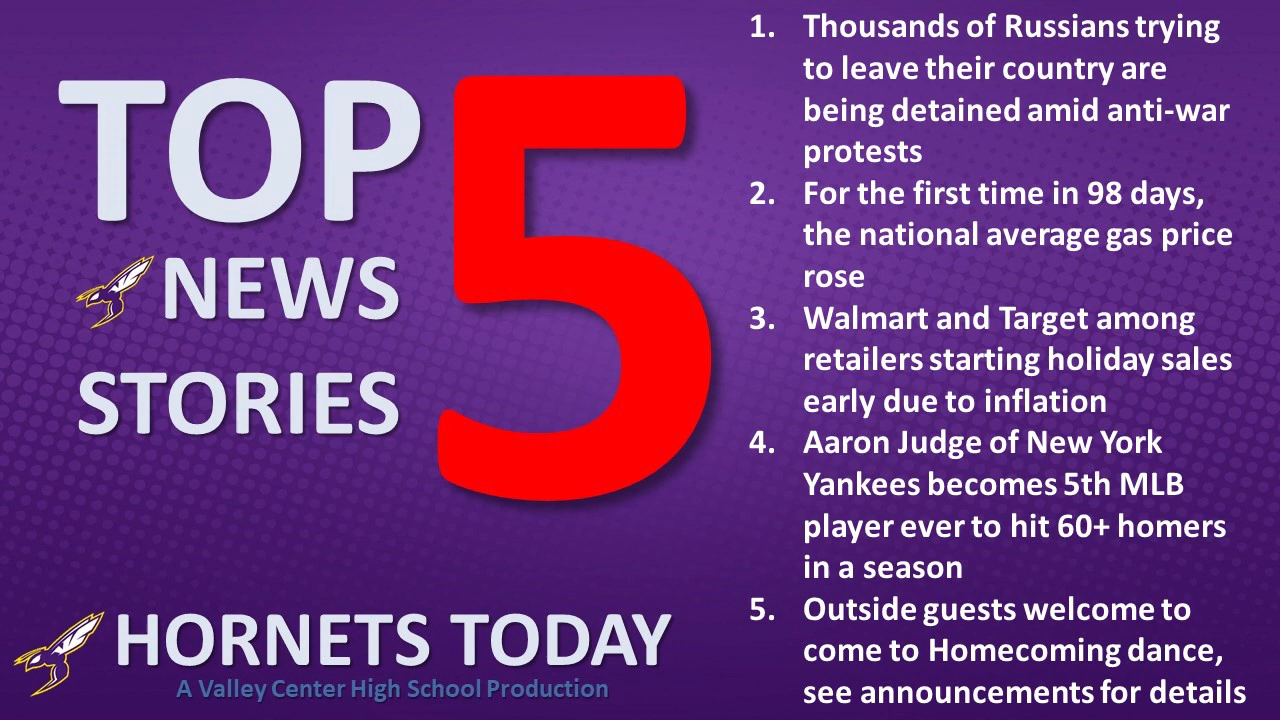 TOP 5
NEWS
STORIES
HORNETS TODAY
A Valley Center High School Production
1. Thousands of Russians trying
to leave their country are
being detained amid anti-war
protests
2. For the first time in 98 days,
the national average gas price
rose
3. Walmart and Target among
retailers starting holiday sales
early due to inflation
4. Aaron Judge of New York
Yankees becomes 5th MLB
player ever to hit 60+ homers
in a season
5. Outside guests welcome to
come to Homecoming dance,
see announcements for details